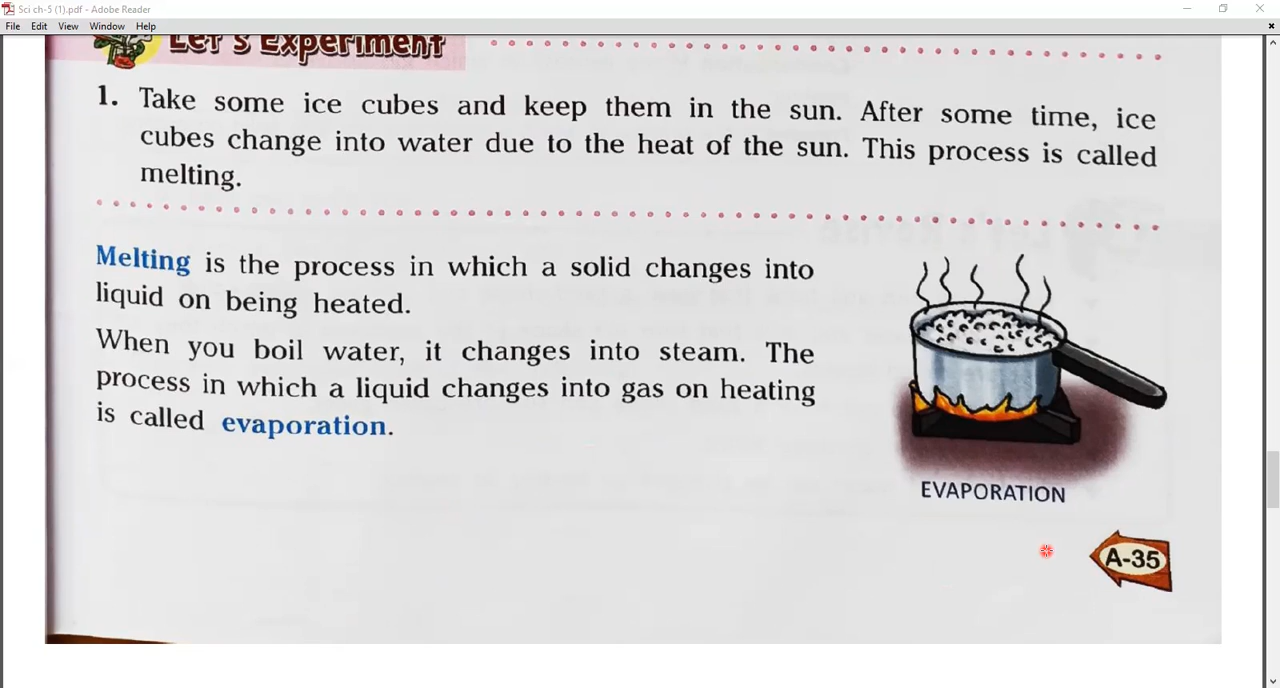 Sci ch-5 (1).pdf - Adobe Reader
File Edit View Window Help
Let's Experiment
1. Take some ice cubes and keep them in the sun. After some time, ice
cubes change into water due to the heat of the sun. This process is called
melting.
Melting is the process in which a solid changes into
liquid on being heated.
When you boil water, it changes into steam. The
process in which a liquid changes into gas on heating
is called evaporation.
EVAPORATION
A-35